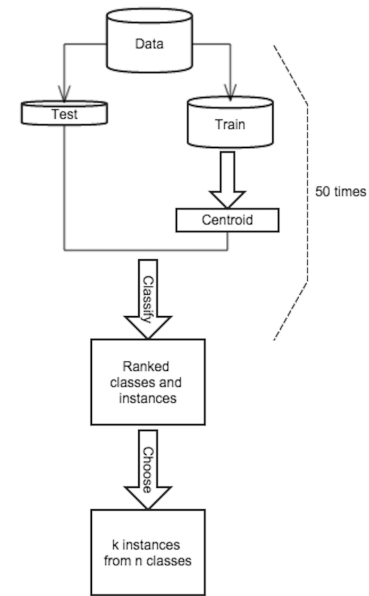 Data
Test
Train
Centroid
50 times
Classify
Ranked
classes and
instances
Choose
k instances
from n classes